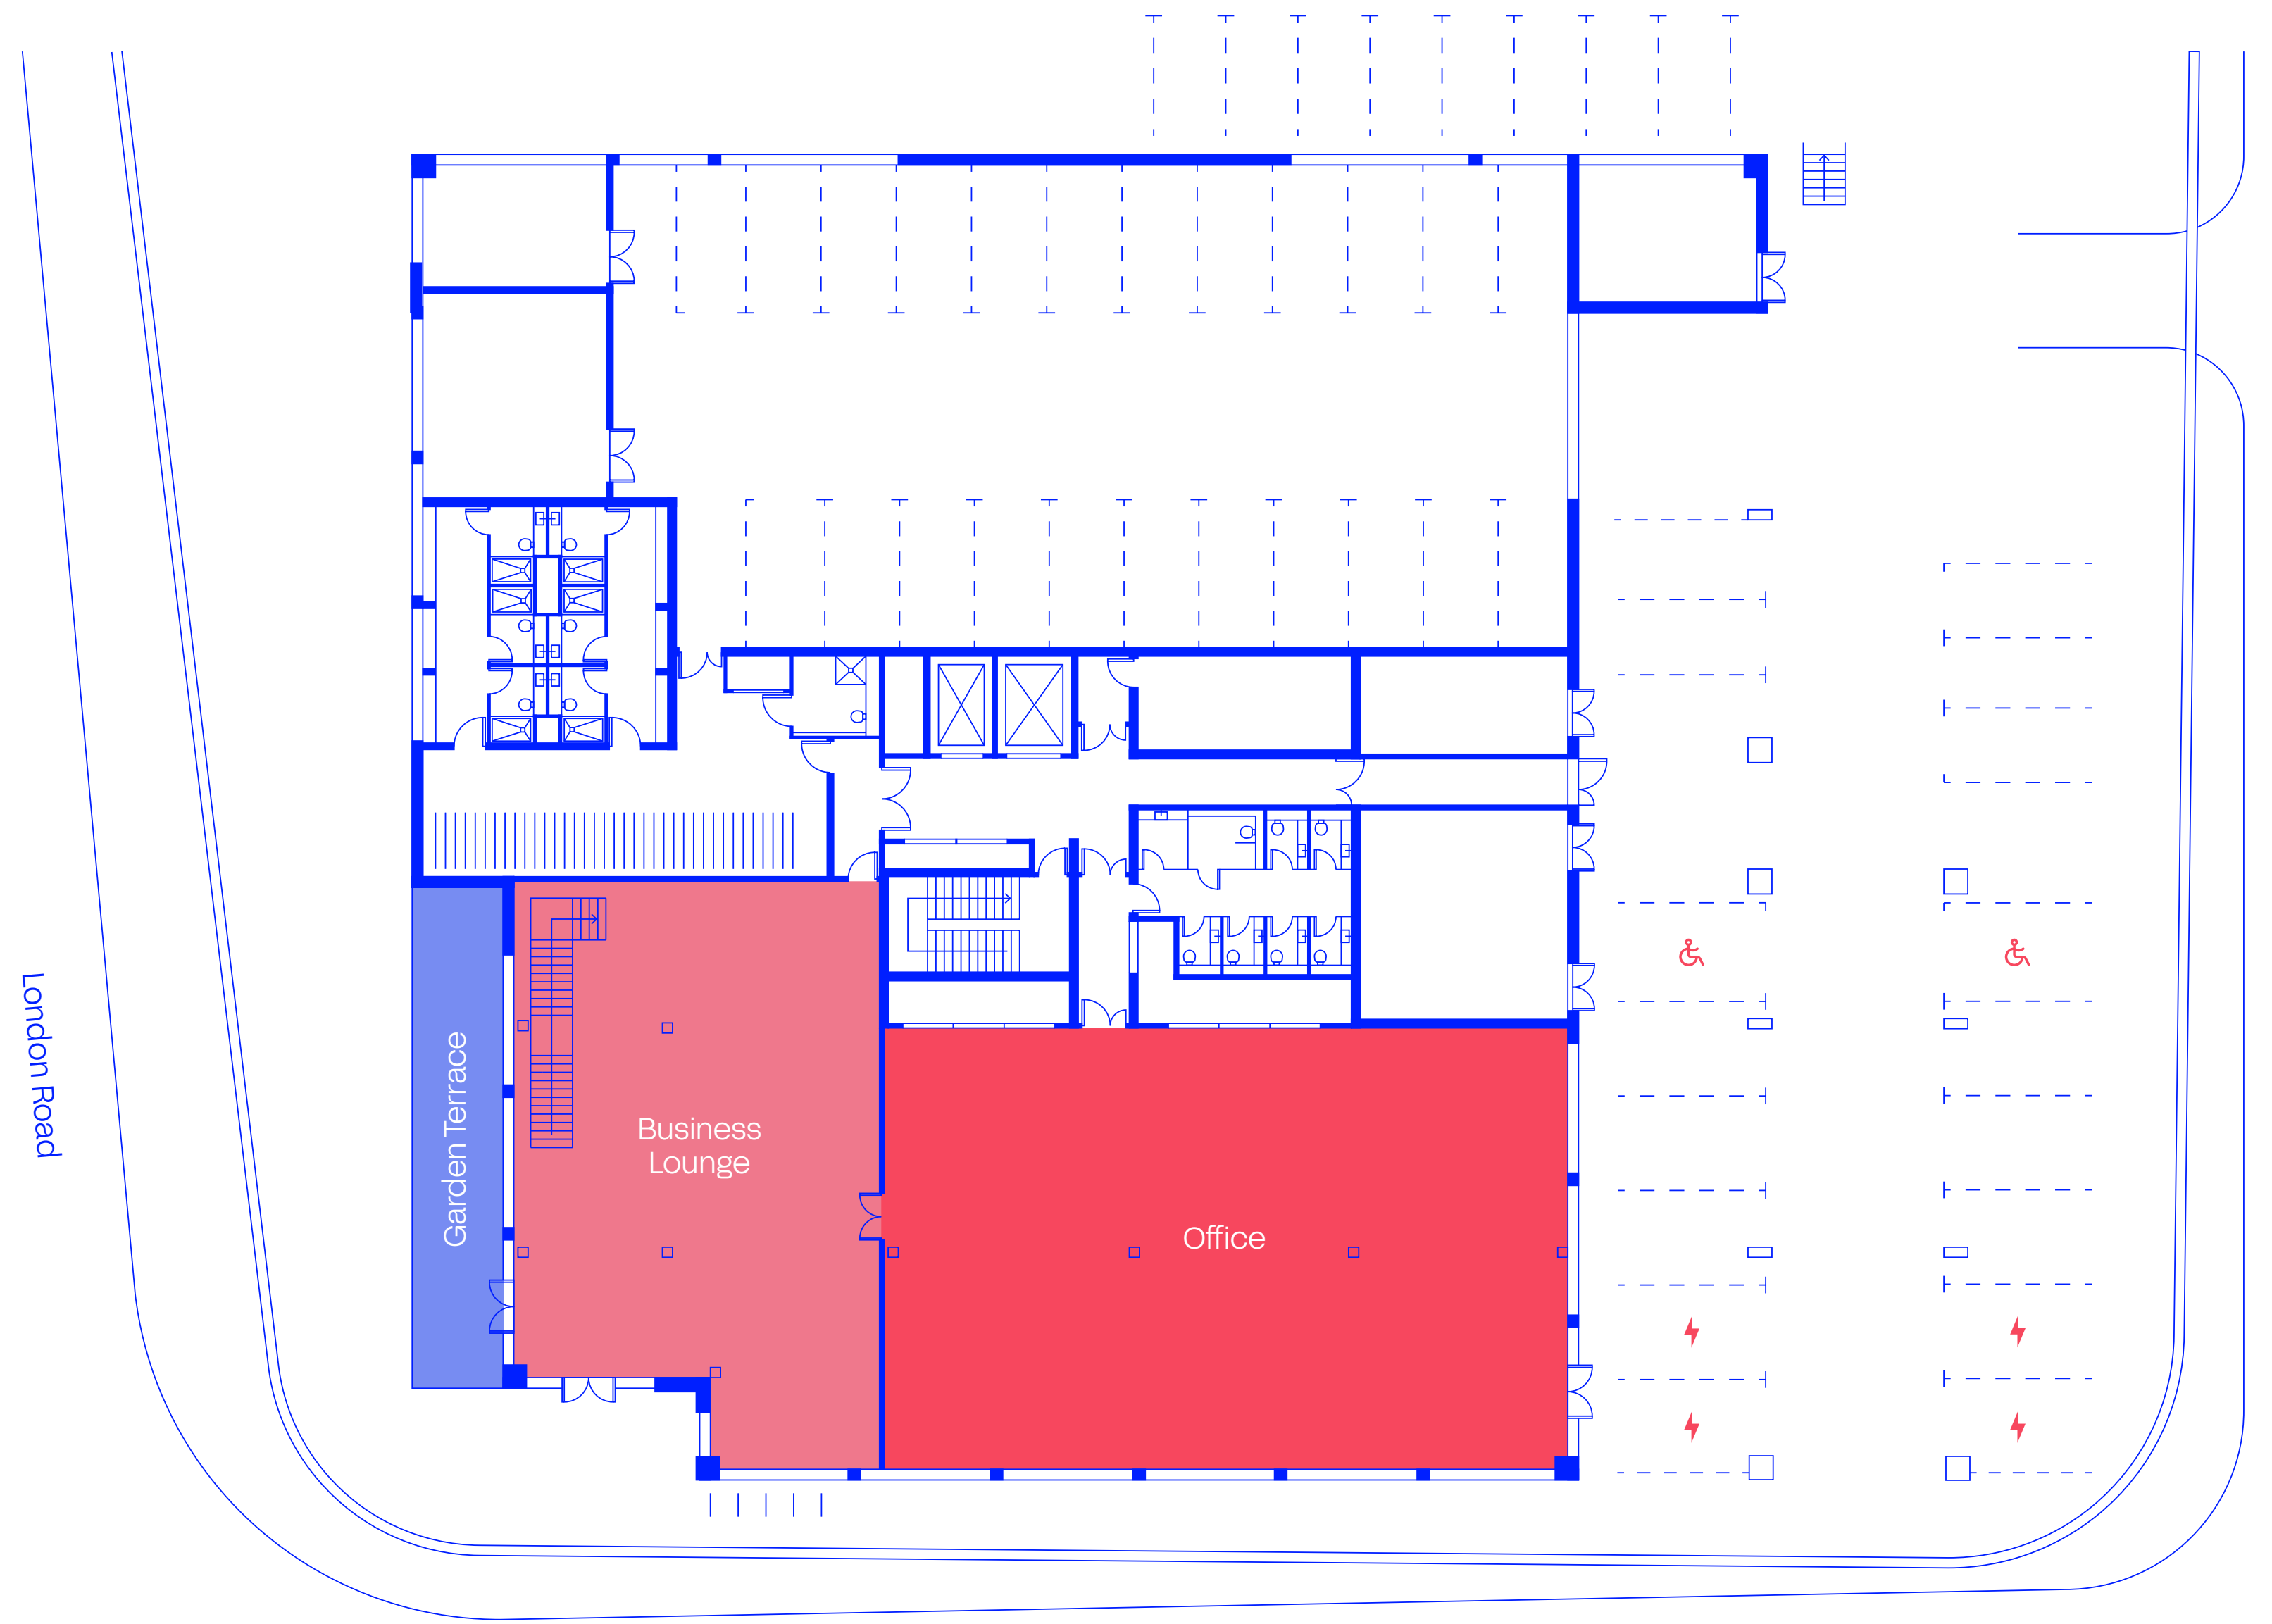 London Road
Garden Terrace
Business
Lounge
Office